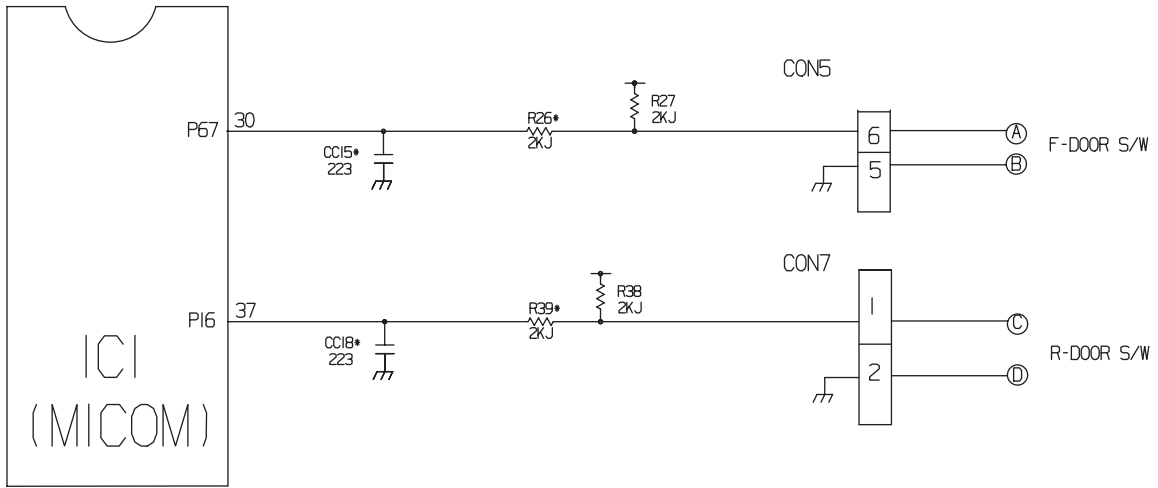 CON5
R27
2KJ
R26*
2KJ
P67
30
CC15*
223
6
5
A
B
F-DOOR S/W
CON7
R38
2KJ
R39*
2KJ
P16
37
CC18*
223
1
2
C
D
R-DOOR S/W
IC1
(MICOM)